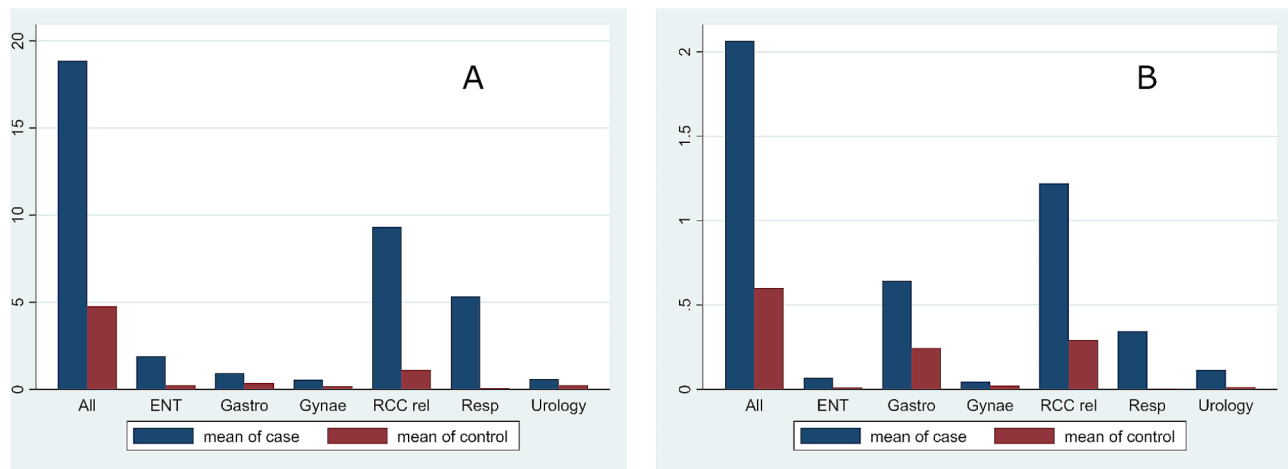 A
20
15
10
5
0
All ENT Gastro Gynae RCC rel Resp Urology
mean of case mean of control
B
2
1.5
1
.5
0
All ENT Gastro Gynae RCC rel Resp Urology
mean of case mean of control